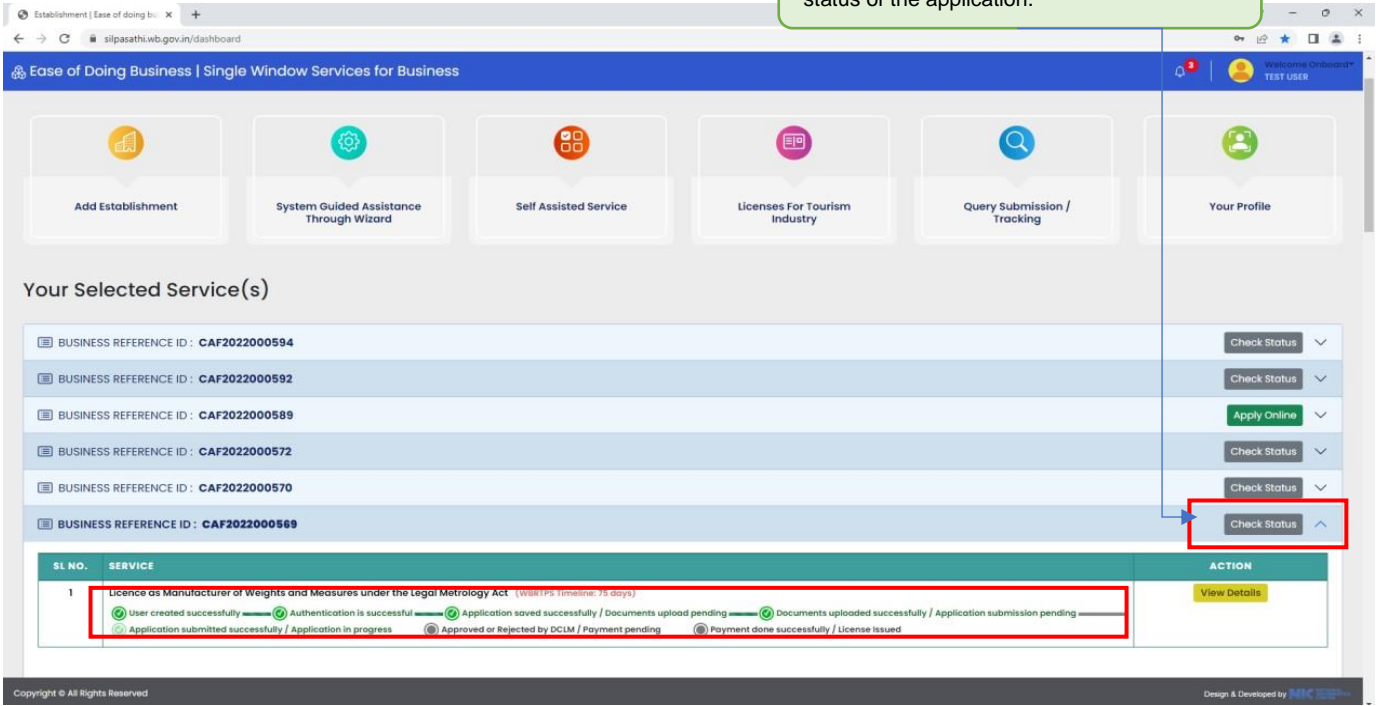 status of the application.
Establishment | Ease of doing bu
silpasathi.wb.gov.in/dashboard
Ease of Doing Business | Single Window Services for Business
3
Welcome Onboard
TEST USER
Add Establishment
System Guided Assistance
Through Wizard
Self Assisted Service
Licenses For Tourism
Industry
Query Submission /
Tracking
Your Profile
Your Selected Service(s)
BUSINESS REFERENCE ID : CAF2022000594 Check Status
BUSINESS REFERENCE ID : CAF2022000592 Check Status
BUSINESS REFERENCE ID : CAF2022000589 Apply Online
BUSINESS REFERENCE ID : CAF2022000572 Check Status
BUSINESS REFERENCE ID : CAF2022000570 Check Status
BUSINESS REFERENCE ID : CAF2022000569 Check Status
SL NO. SERVICE ACTION
1 Licence as Manufacturer of Weights and Measures under the Legal Metrology Act (WBRTPS Timeline: 75 days) View Details
User created successfully Authentication is successful Application saved successfully / Documents upload pending Documents uploaded successfully / Application submission pending
Application submitted successfully / Application in progress Approved or Rejected by DCLM / Payment pending Payment done successfully / License Issued
Copyright © All Rights Reserved Design & Developed by NIC